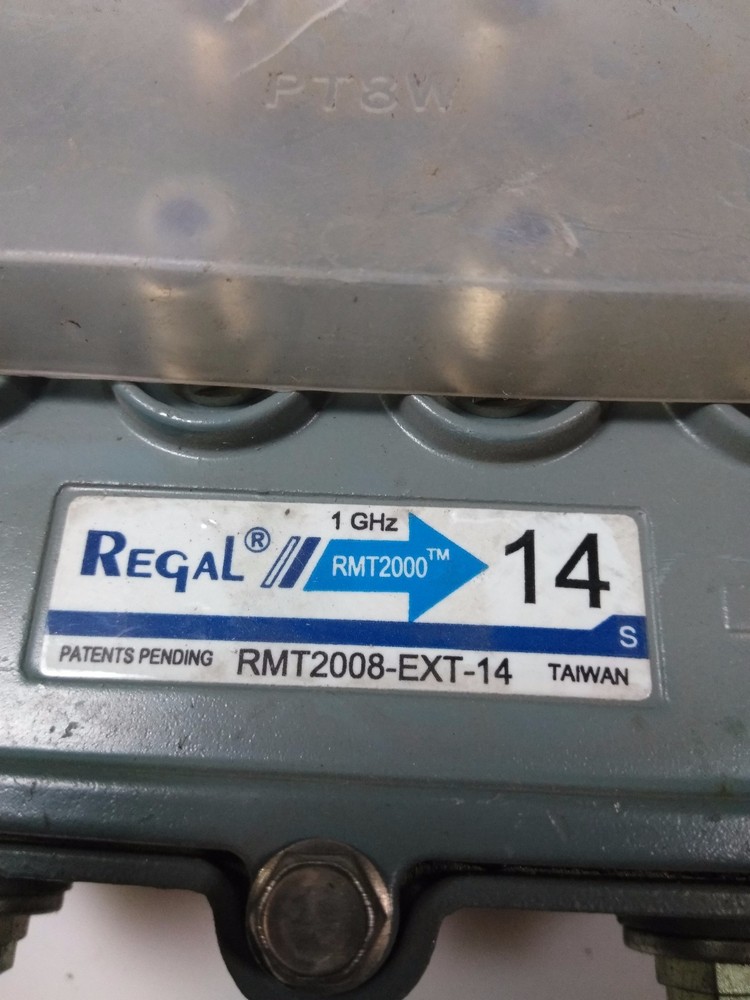 PT8W
REGAL®
1 GHz
RMT2000™
14
S
PATENTS PENDING RMT2008-EXT-14 TAIWAN